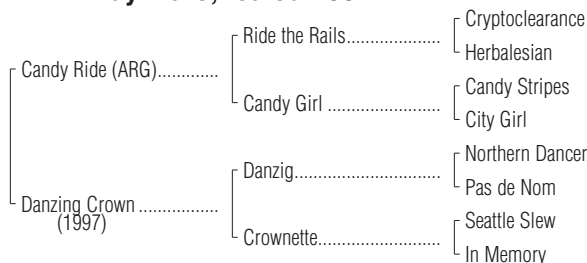 Cryptoclearance
Ride the Rails
Herbalesian
Candy Ride (ARG)
Candy Stripes
Candy Girl
City Girl
Northern Dancer
Danzig
Pas de Nom
Danzing Crown
(1997)
Seattle Slew
Crownette
In Memory